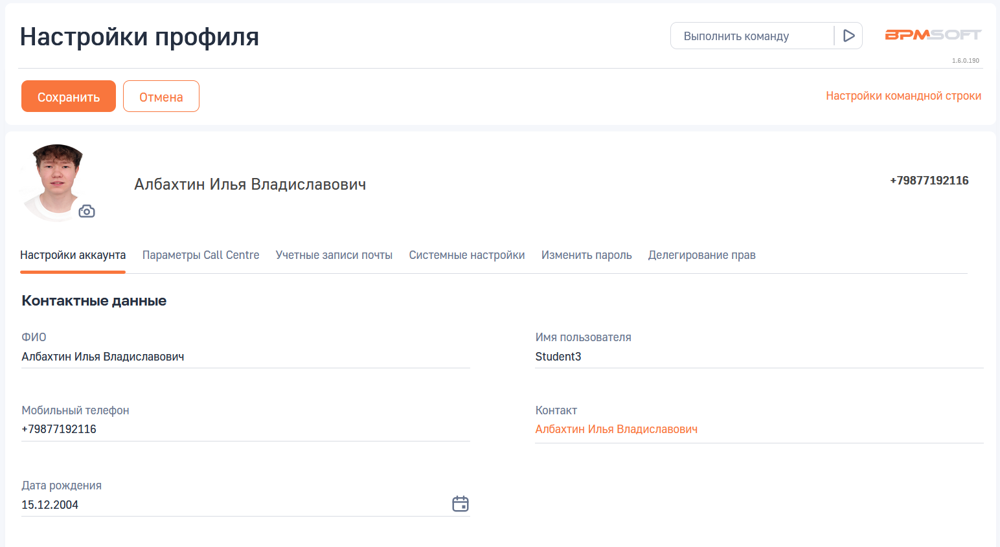 Настройки профиля
Выполнить команду
BPMSOFT
1.6.0.190
Сохранить
Отмена
Настройки командной строки
Албахтин Илья Владиславович
+79877192116
Настройки аккаунта Параметры Call Centre Учетные записи почты Системные настройки Изменить пароль Делегирование прав
Контактные данные
ФИО
Албахтин Илья Владиславович
Имя пользователя
Student3
Мобильный телефон
+79877192116
Контакт
Албахтин Илья Владиславович
Дата рождения
15.12.2004